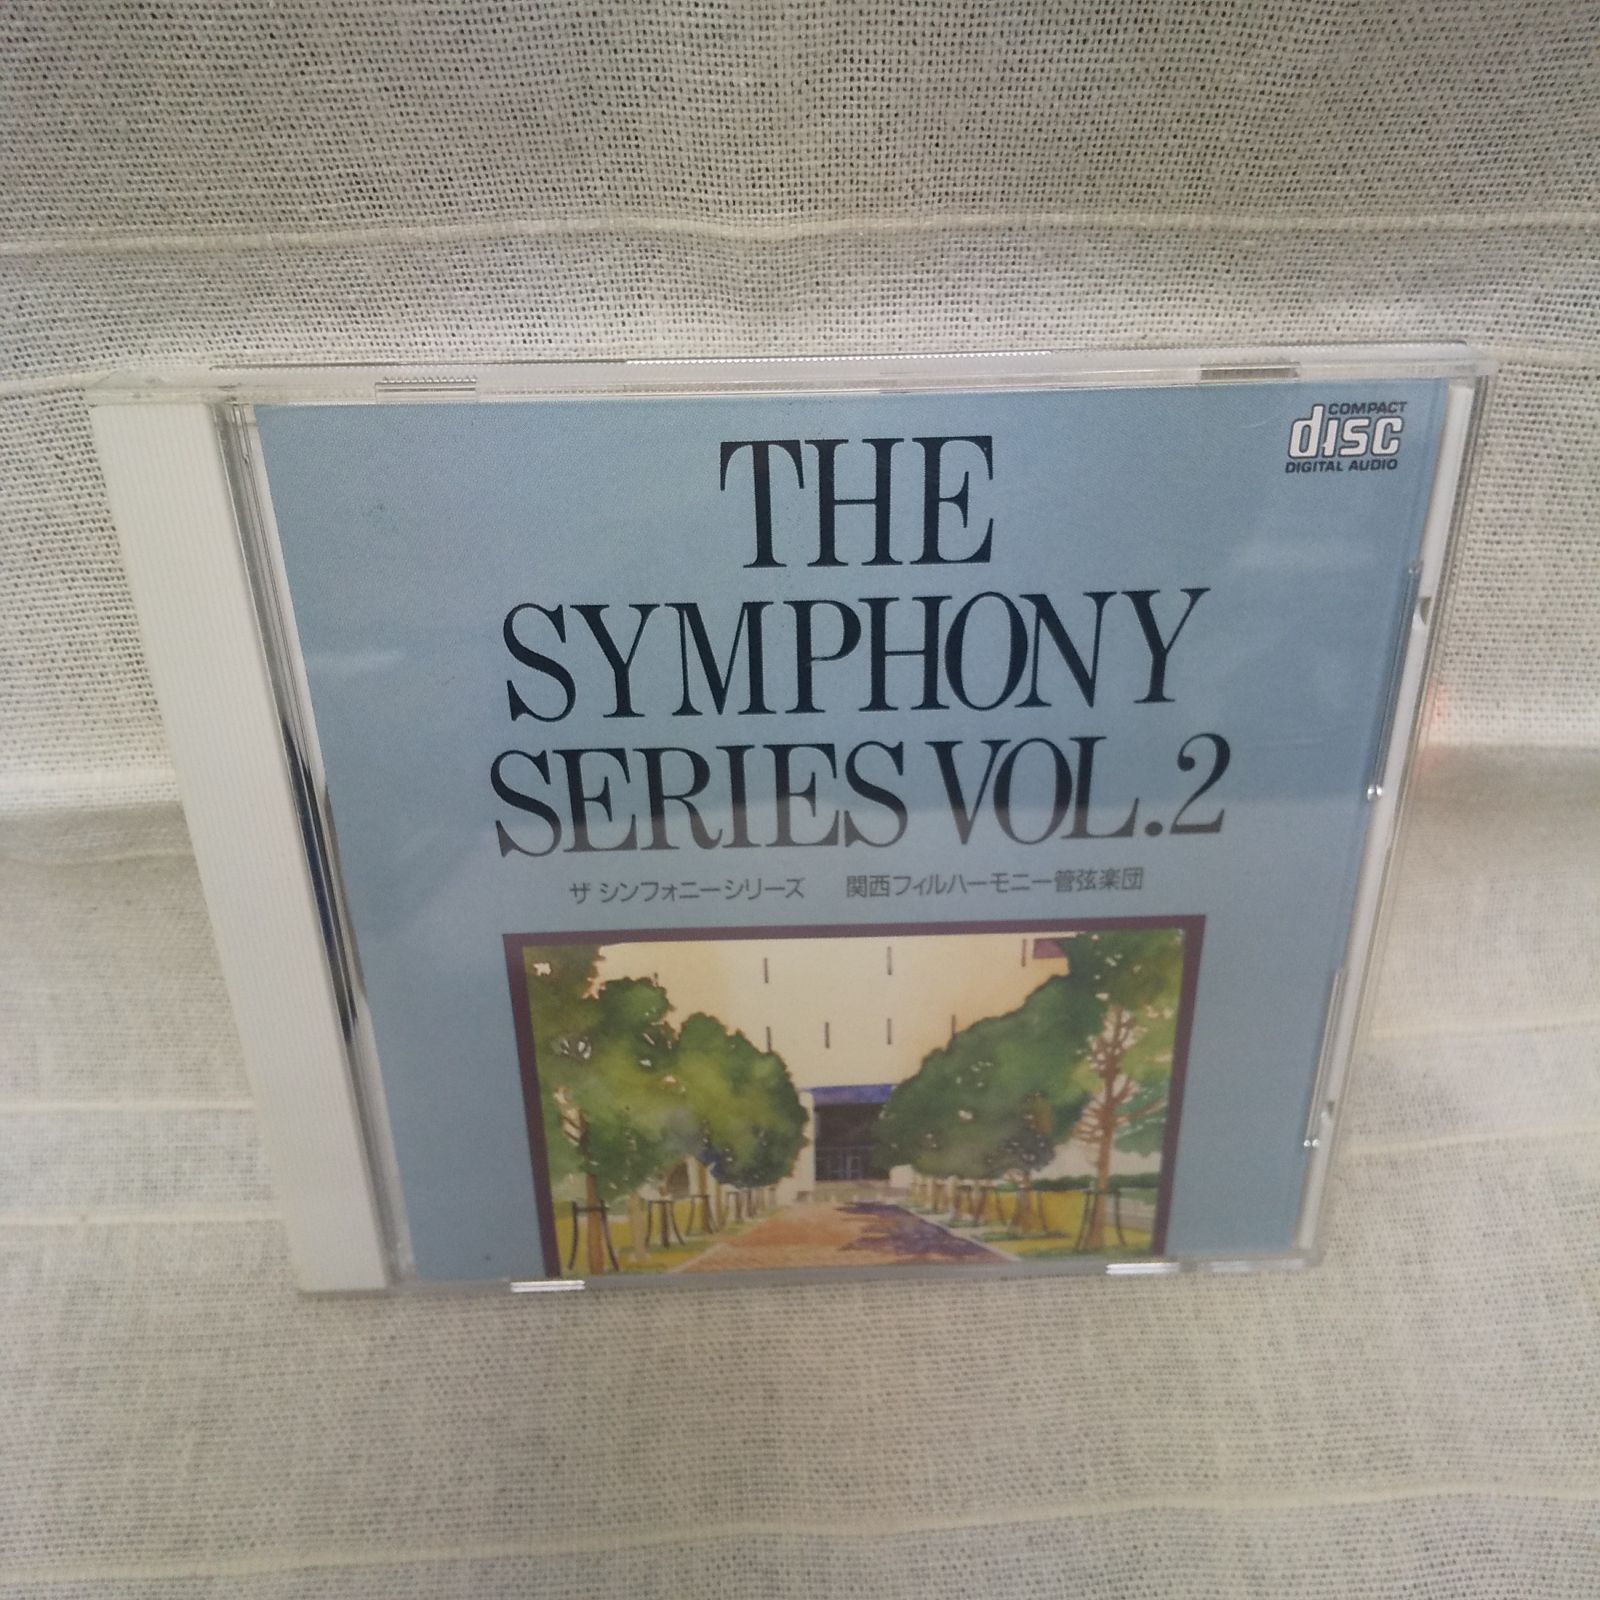 COMPACT
disc
DIGITAL AUDIO
THE
SYMPHONY
SERIES VOL.2
ザ シンフォニーシリーズ 関西フィルハーモニー管弦楽団